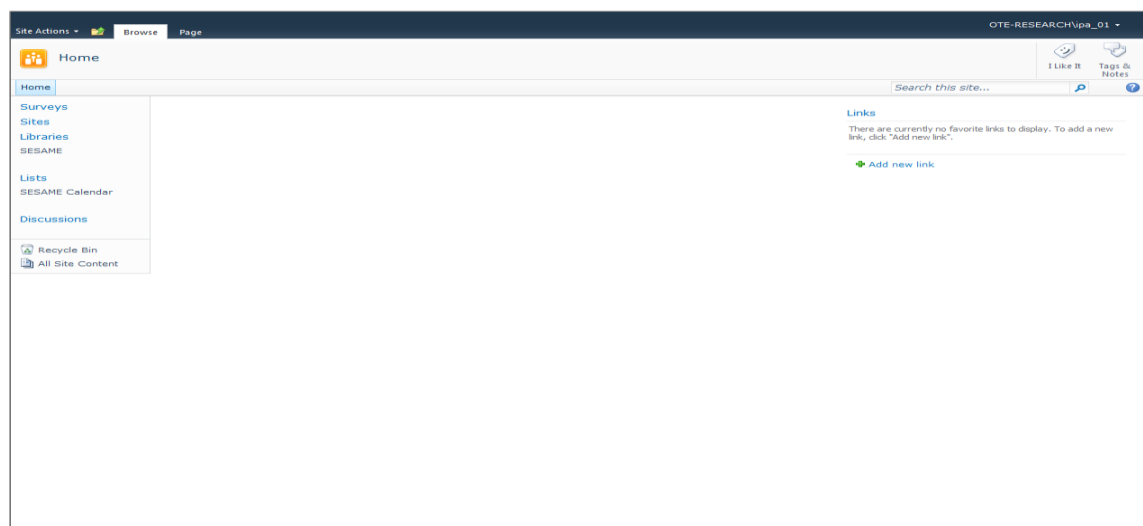 Site Actions Browse Page OTE-RESEARCH\ipa_01
Home
I Like It Tags & Notes
Home Search this site...
Surveys
Sites
Libraries
SESAME
Lists
SESAME Calendar
Discussions
Recycle Bin
All Site Content
Links
There are currently no favorite links to display. To add a new
link, click "Add new link".
Add new link